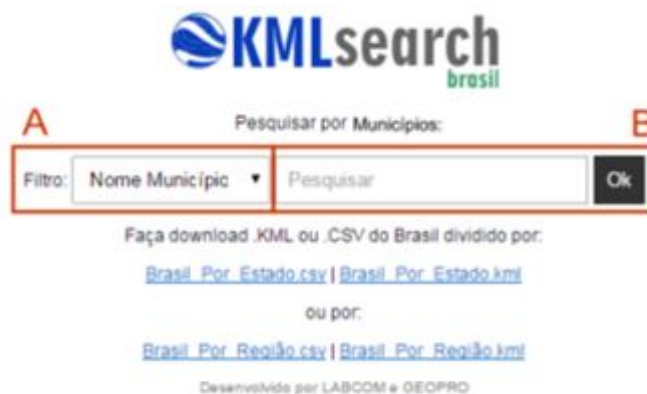 KMLsearch
brasil
A B
Pesquisar por Municípios:
Filtro: Nome Municípic Pesquisar Ok
Faça download .KML ou .CSV do Brasil dividido por:
Brasil_Por_Estado.csv | Brasil_Por_Estado.kml
ou por:
Brasil_Por_Região.csv | Brasil_Por_Região.kml
Desenvolvido por LABCOM e GEOPRO